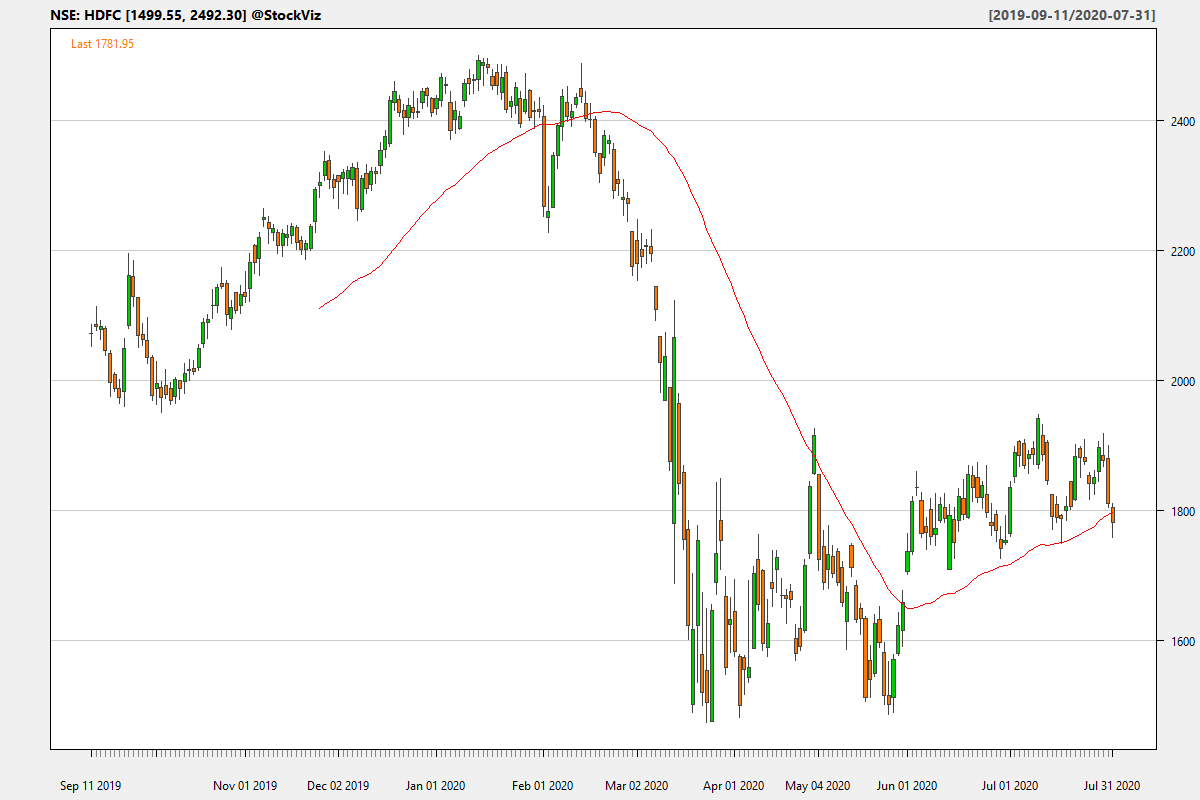 NSE: HDFC [1499.55, 2492.30] @StockViz
[2019-09-11/2020-07-31]
Last 1781.95
2400
2200
2000
1800
1600
Sep 11 2019
Nov 01 2019
Dec 02 2019
Jan 01 2020
Feb 01 2020
Mar 02 2020
Apr 01 2020
May 04 2020
Jun 01 2020
Jul 01 2020
Jul 31 2020